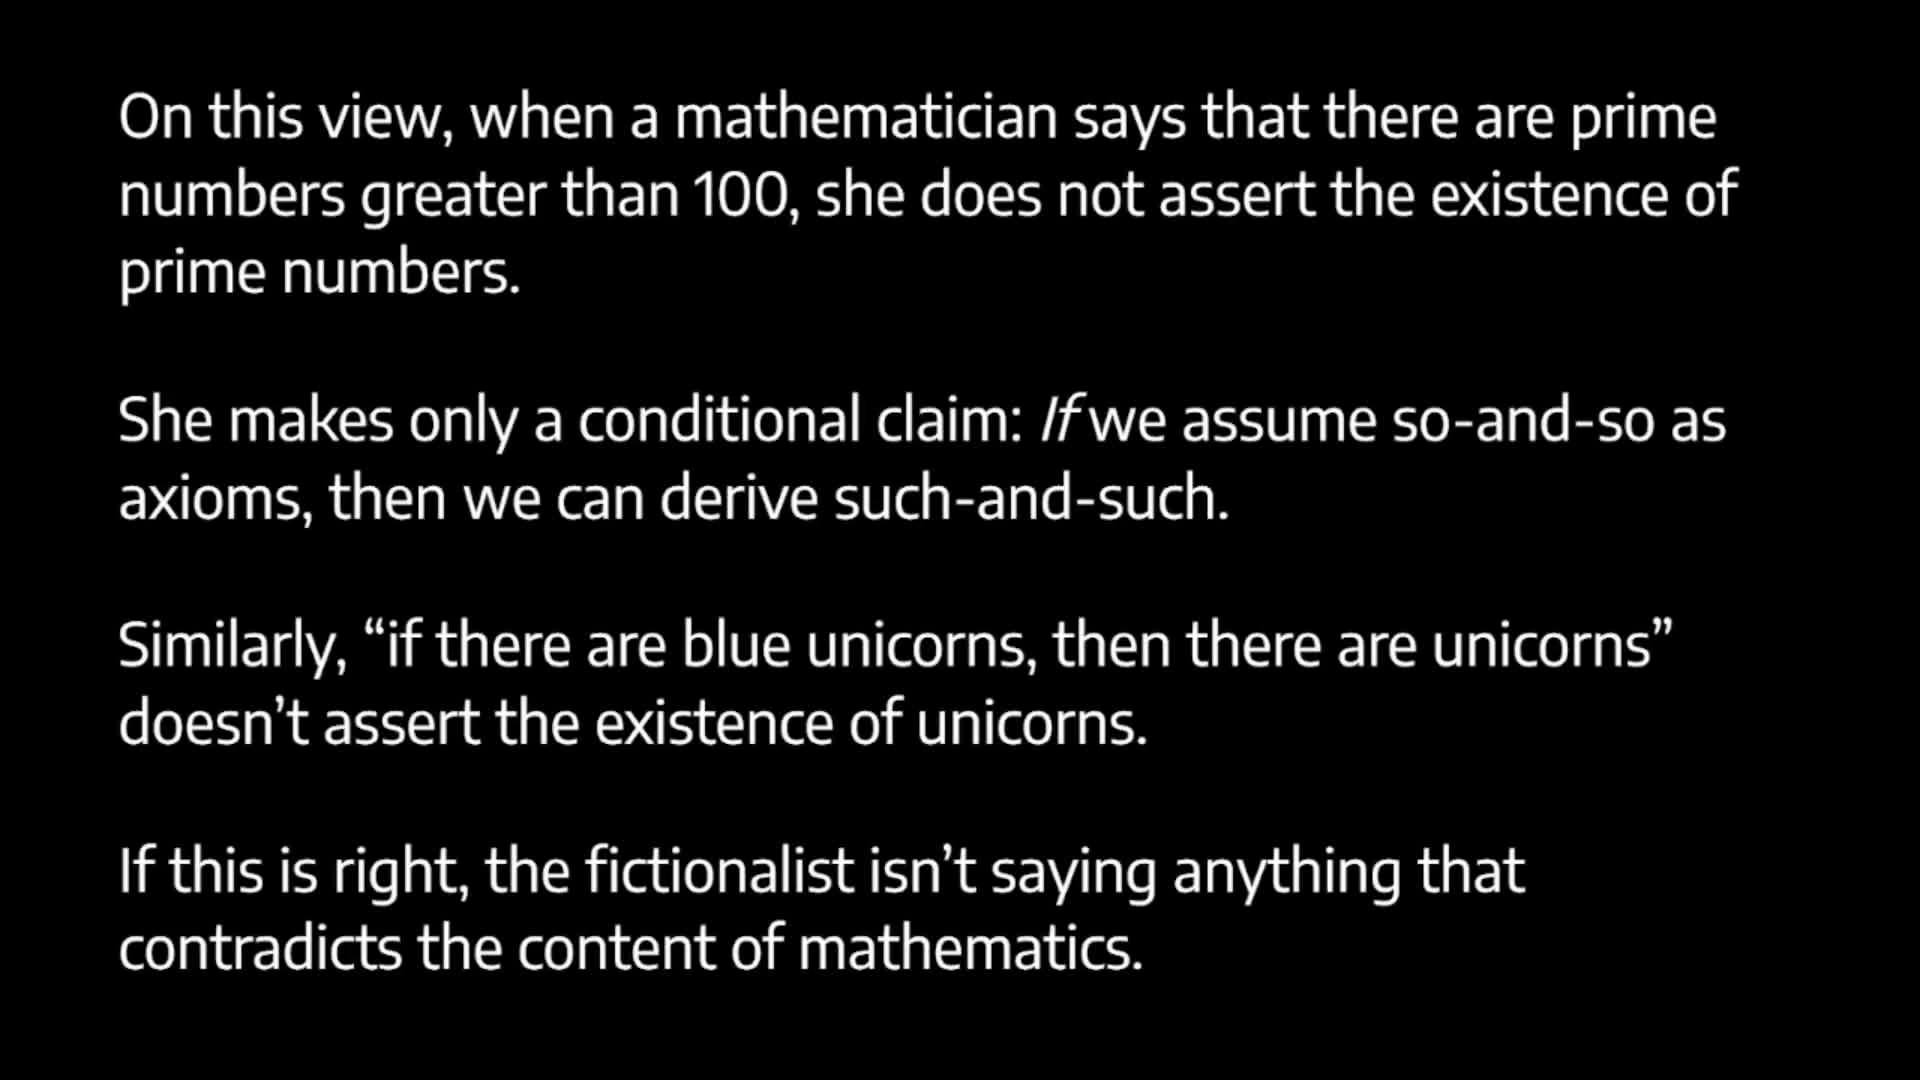 On this view, when a mathematician says that there are prime
numbers greater than 100, she does not assert the existence of
prime numbers.
She makes only a conditional claim: If we assume so-and-so as
axioms, then we can derive such-and-such.
Similarly, “if there are blue unicorns, then there are unicorns”
doesn’t assert the existence of unicorns.
If this is right, the fictionalist isn’t saying anything that
contradicts the content of mathematics.